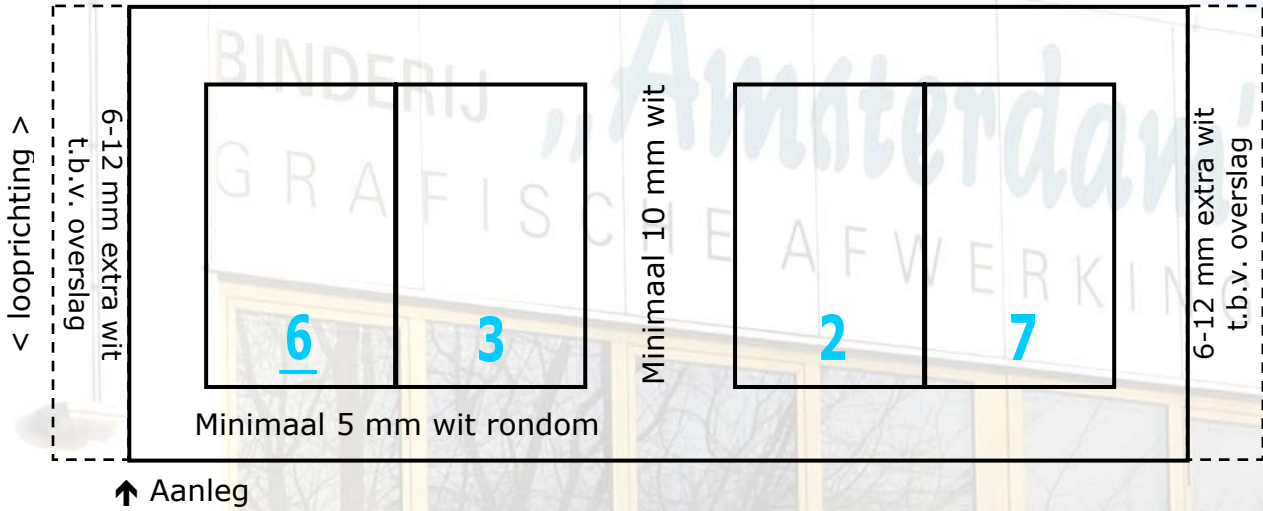 BINDERIJ „Amsterdam”
GRAFISCHE AFWERKING
< looprichting >
6-12 mm extra wit
t.b.v. overslag
6
3
Minimaal 10 mm wit
2
7
6-12 mm extra wit
t.b.v. overslag
Minimaal 5 mm wit rondom
↑ Aanleg